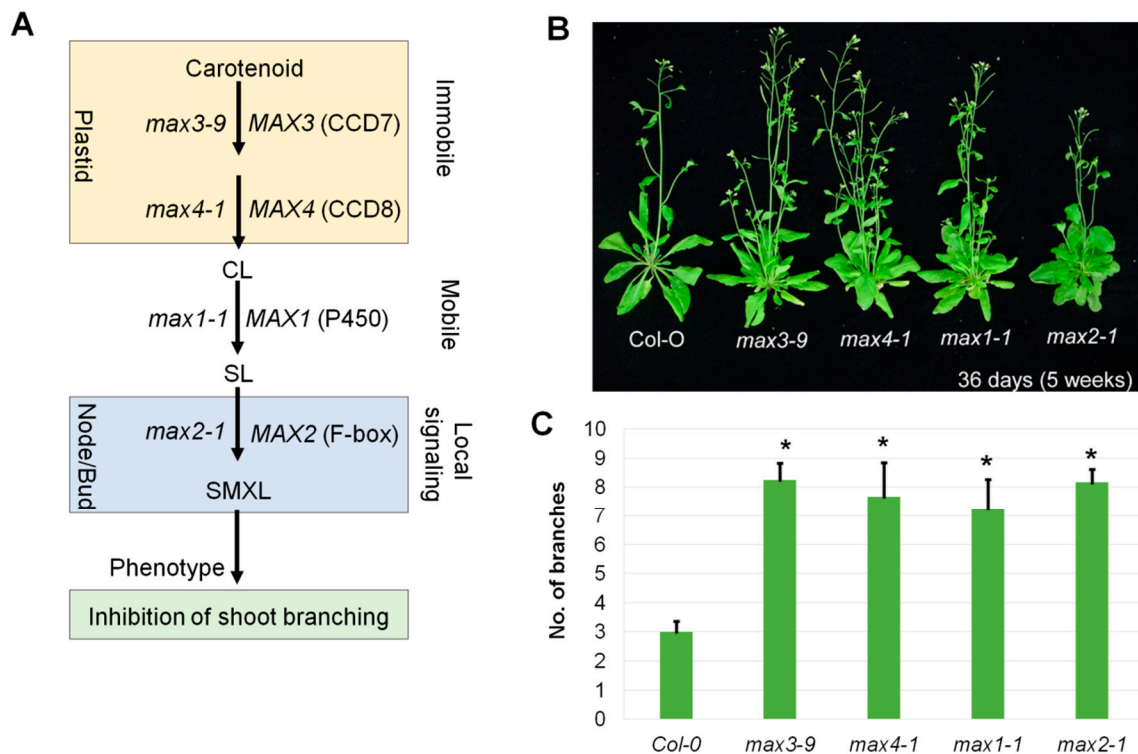 A
Carotenoid
max3-9 MAX3 (CCD7)
max4-1 MAX4 (CCD8)
Plastid
Immobile
CL
max1-1 MAX1 (P450)
Mobile
SL
max2-1 MAX2 (F-box)
Node/Bud
Local
signaling
SMXL
Phenotype
Inhibition of shoot branching
B
Col-O max3-9 max4-1 max1-1 max2-1
36 days (5 weeks)
C
No. of branches
10
9
8
7
6
5
4
3
2
1
0
* * * *
Col-0 max3-9 max4-1 max1-1 max2-1